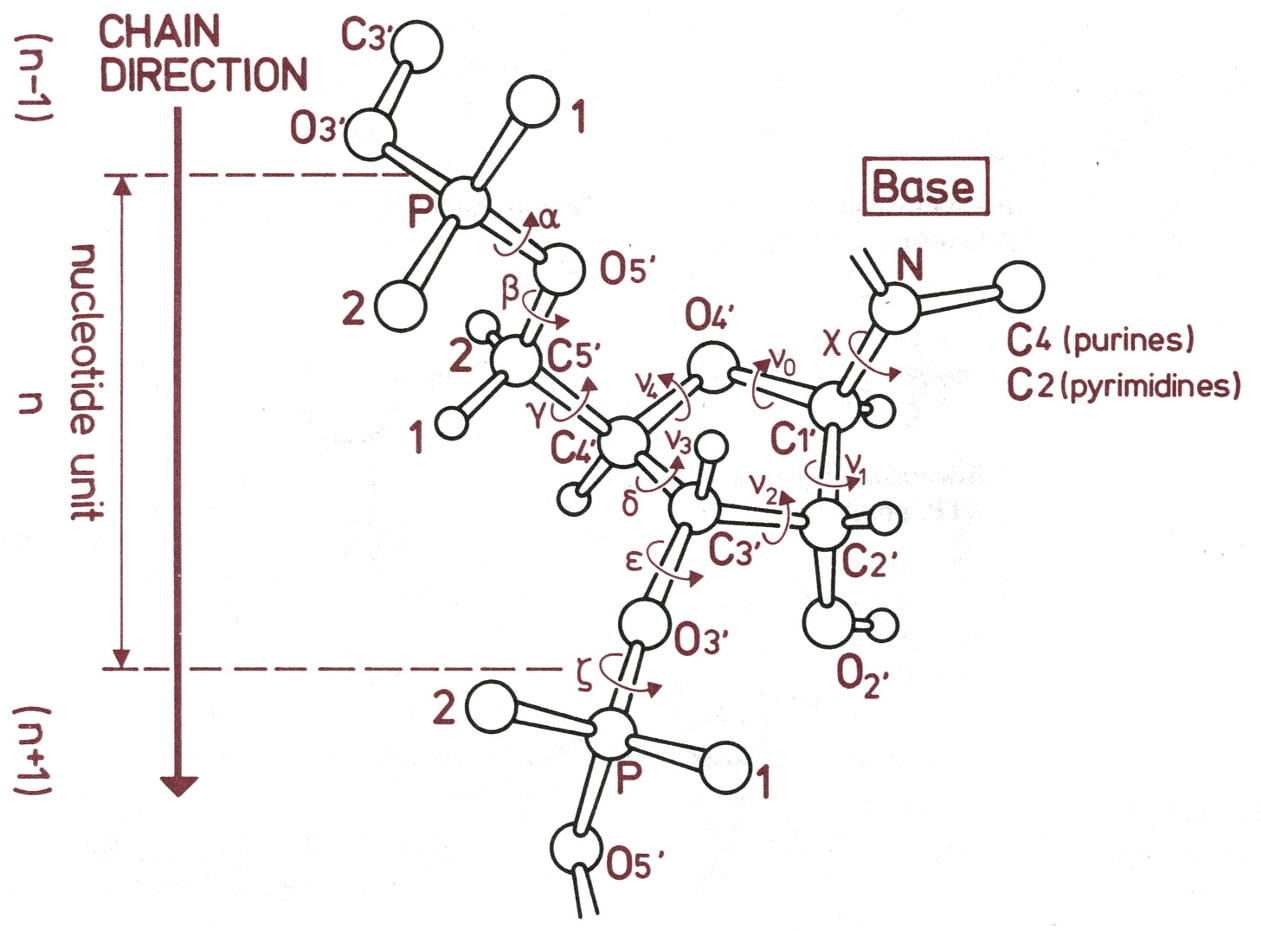 CHAIN
DIRECTION
(n-1)
nucleotide unit
n
(n+1)
C3'
O3'
1
P
α
2
O5'
β
2
C5'
1
γ
C4'
O4'
ν4
ν0
ν3
δ
ν2
ν1
C1'
C3'
C2'
ε
O3'
O2'
ζ
2
P
1
O5'
Base
N
χ
C4 (purines)
C2 (pyrimidines)